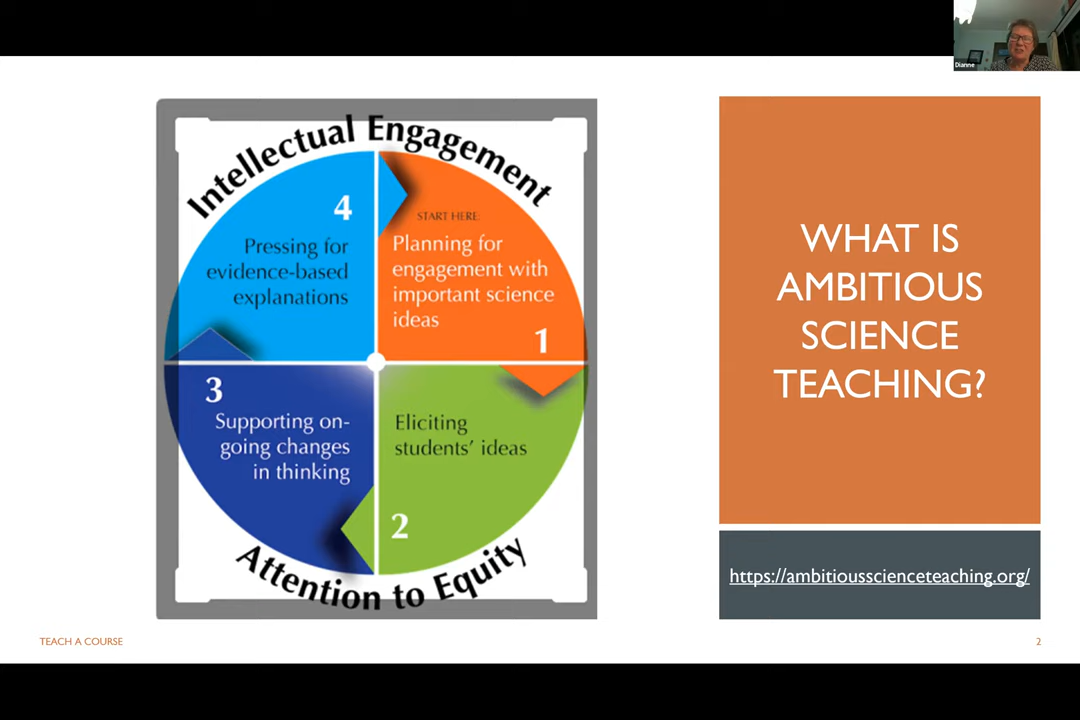 Dianne
Intellectual Engagement
4
Pressing for
evidence-based
explanations
START HERE:
Planning for
engagement with
important science
ideas
1
3
Supporting on-
going changes
in thinking
Eliciting
students' ideas
2
Attention to Equity
WHAT IS
AMBITIOUS
SCIENCE
TEACHING?
https://ambitiousscienceteaching.org/
TEACH A COURSE
2